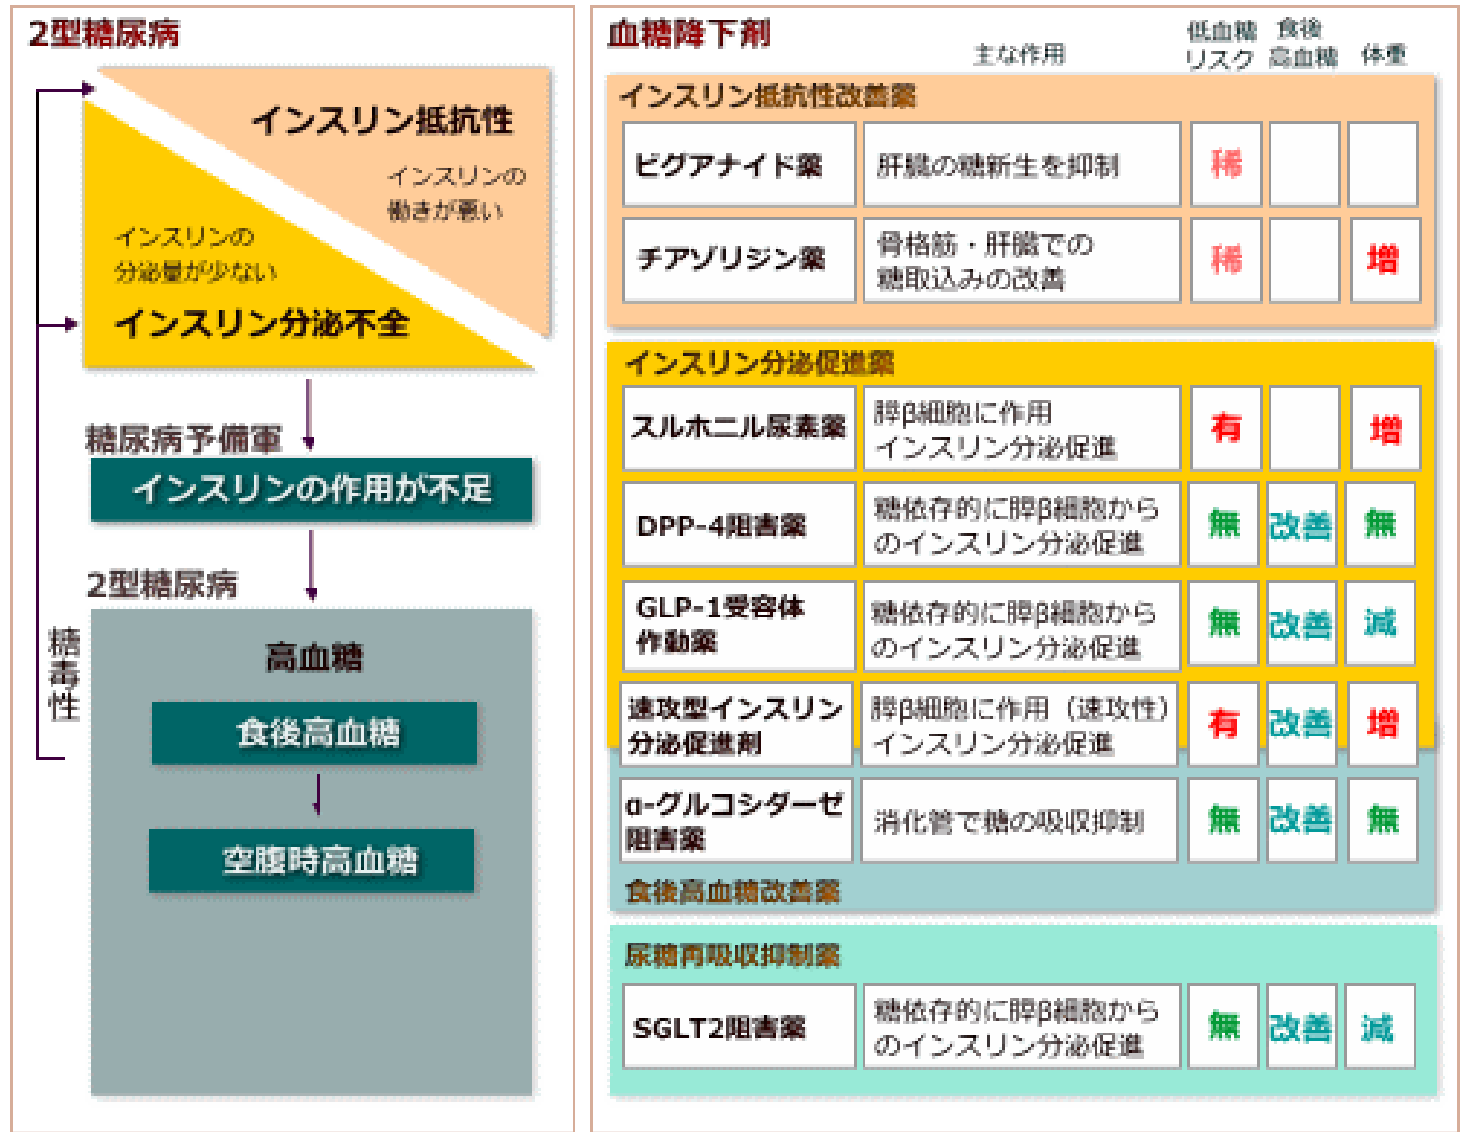 2型糖尿病
インスリン抵抗性
インスリンの
働きが悪い
インスリンの
分泌量が少ない
インスリン分泌不全
糖尿病予備軍
インスリンの作用が不足
2型糖尿病
糖毒性
高血糖
食後高血糖
空腹時高血糖
血糖降下剤
主な作用
低血糖
リスク
食後
高血糖
体重
インスリン抵抗性改善薬
ビグアナイド薬
肝臓の糖新生を抑制
稀
チアゾリジン薬
骨格筋・肝臓での
糖取込みの改善
稀
増
インスリン分泌促進薬
スルホニル尿素薬
膵β細胞に作用
インスリン分泌促進
有
増
DPP-4阻害薬
糖依存的に膵β細胞から
のインスリン分泌促進
無
改善
無
GLP-1受容体
作動薬
糖依存的に膵β細胞から
のインスリン分泌促進
無
改善
減
速攻型インスリン
分泌促進剤
膵β細胞に作用（速攻性）
インスリン分泌促進
有
改善
増
α-グルコシダーゼ
阻害薬
消化管で糖の吸収抑制
無
改善
無
食後高血糖改善薬
尿糖再吸収抑制薬
SGLT2阻害薬
糖依存的に膵β細胞から
のインスリン分泌促進
無
改善
減